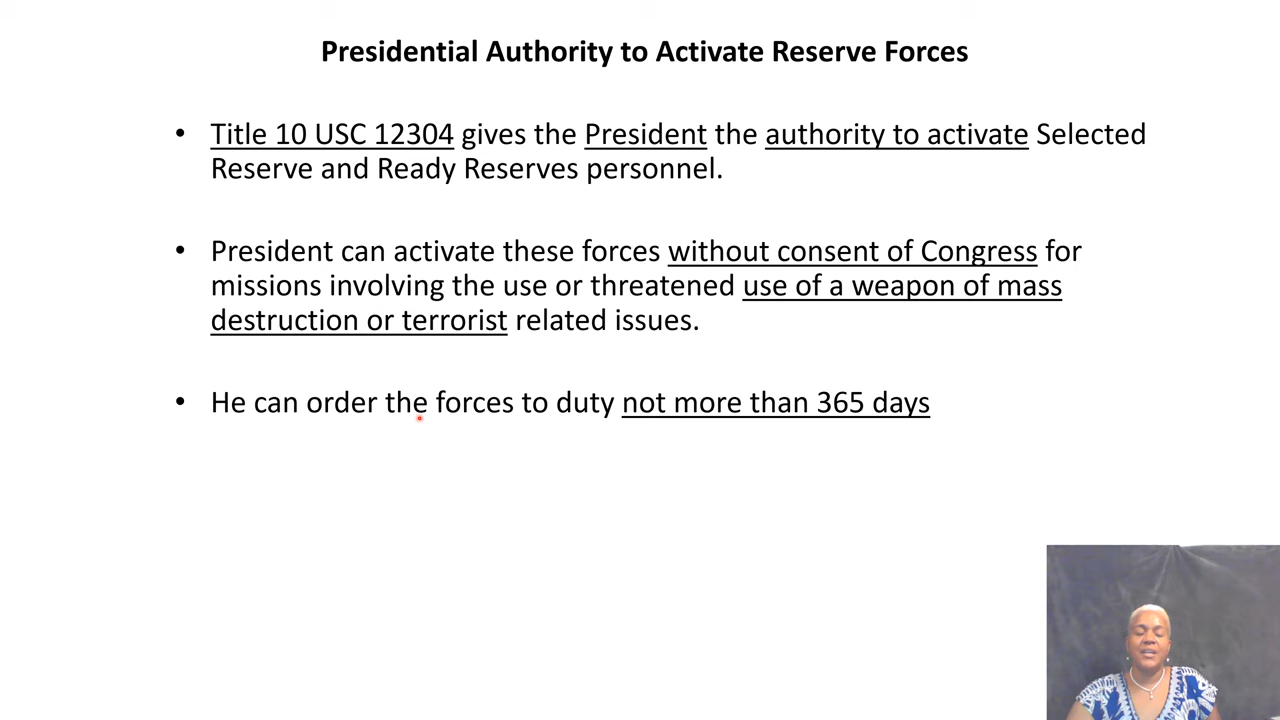 Presidential Authority to Activate Reserve Forces
• Title 10 USC 12304 gives the President the authority to activate Selected
Reserve and Ready Reserves personnel.
• President can activate these forces without consent of Congress for
missions involving the use or threatened use of a weapon of mass
destruction or terrorist related issues.
• He can order the forces to duty not more than 365 days